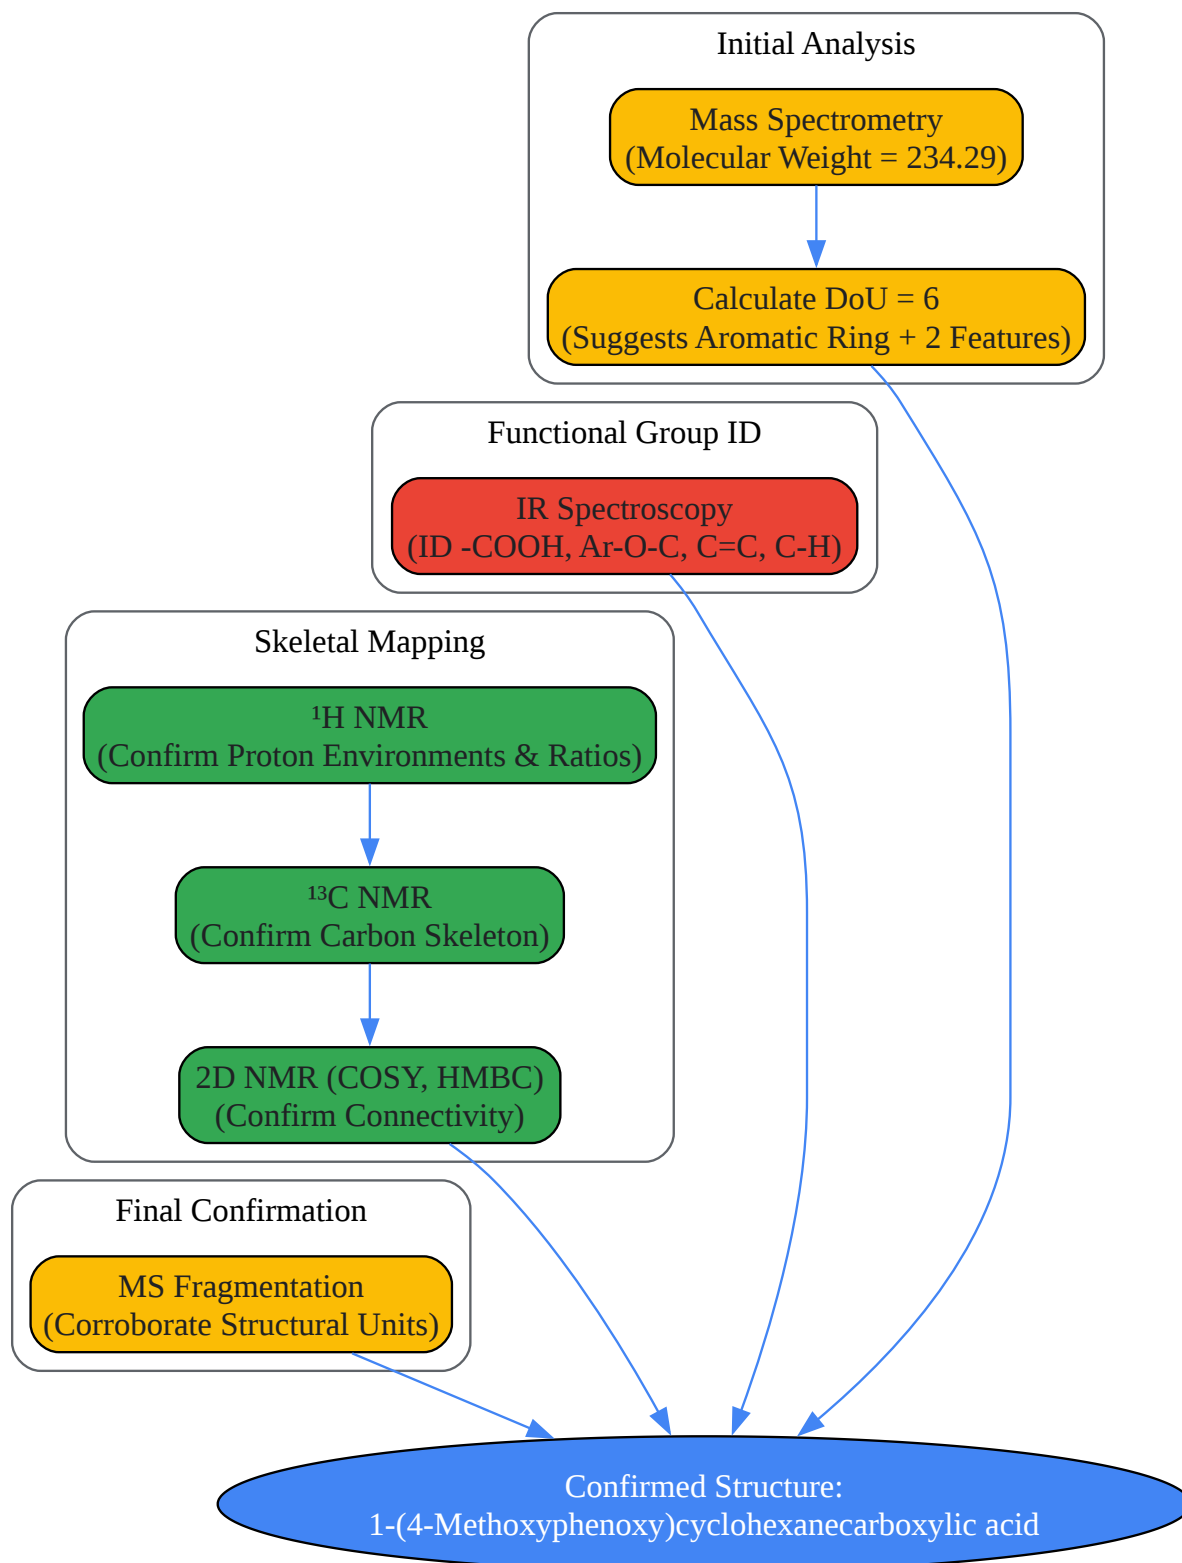 Initial Analysis
Mass Spectrometry
(Molecular Weight = 234.29)
Calculate DoU = 6
(Suggests Aromatic Ring + 2 Features)
Functional Group ID
IR Spectroscopy
(ID -COOH, Ar-O-C, C=C, C-H)
Skeletal Mapping
¹H NMR
(Confirm Proton Environments & Ratios)
¹³C NMR
(Confirm Carbon Skeleton)
2D NMR (COSY, HMBC)
(Confirm Connectivity)
Final Confirmation
MS Fragmentation
(Corroborate Structural Units)
Confirmed Structure:
1-(4-Methoxyphenoxy)cyclohexanecarboxylic acid